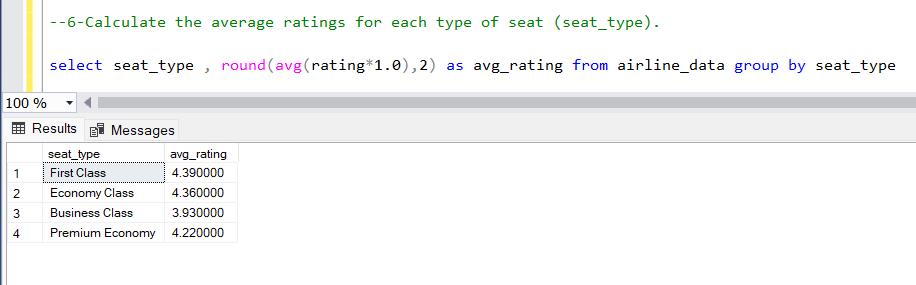 --6-Calculate the average ratings for each type of seat (seat_type).
select seat_type , round(avg(rating*1.0),2) as avg_rating from airline_data group by seat_type
100 %
Results Messages
seat_type avg_rating
1 First Class 4.390000
2 Economy Class 4.360000
3 Business Class 3.930000
4 Premium Economy 4.220000